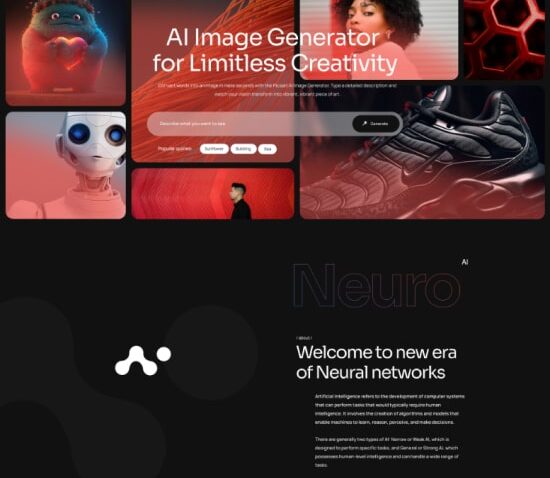 AI Image Generator
for Limitless Creativity
Convert words into an image in mere seconds with the AI Image Generator. Type a detailed description and
watch your vision transform into vibrant, vibrant piece of art.
Describe what you want to see
Generate
Popular queries:
Sunflower
Building
Sea
AI
Neuro
Welcome to new era
of Neural networks
Artificial intelligence refers to the development of computer systems
that can perform tasks that would typically require human
intelligence. It involves the creation of algorithms and models that
enable machines to learn, reason, perceive, and make decisions.
There are generally two types of AI: Narrow or Weak AI, which is
designed to perform specific tasks, and General or Strong AI, which
possesses human-level intelligence and can handle a wide range of
tasks.